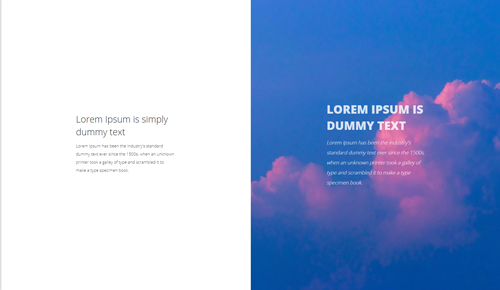 Lorem Ipsum is simply
dummy text
Lorem Ipsum has been the industry's standard
dummy text ever since the 1500s, when an unknown
printer took a galley of type and scrambled it to
make a type specimen book.
LOREM IPSUM IS
DUMMY TEXT
Lorem Ipsum has been the industry's
standard dummy text ever since the 1500s,
when an unknown printer took a galley of
type and scrambled it to make a type
specimen book.